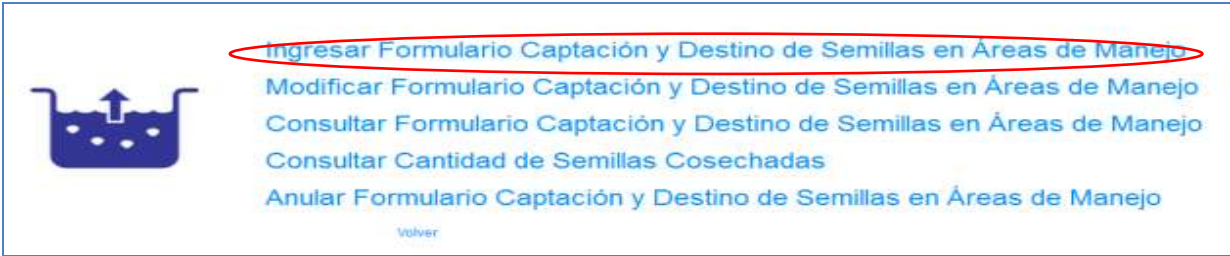 Ingresar Formulario Captación y Destino de Semillas en Áreas de Manejo
Modificar Formulario Captación y Destino de Semillas en Áreas de Manejo
Consultar Formulario Captación y Destino de Semillas en Áreas de Manejo
Consultar Cantidad de Semillas Cosechadas
Anular Formulario Captación y Destino de Semillas en Áreas de Manejo
Volver